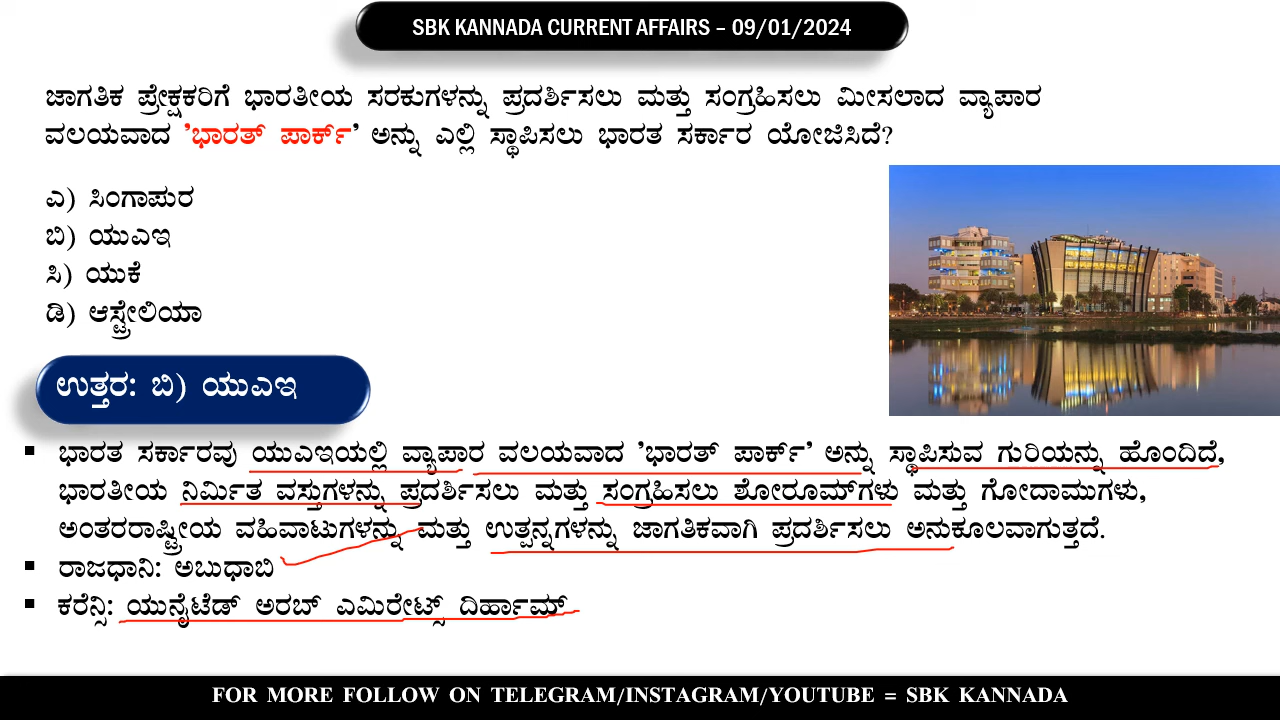 SBK KANNADA CURRENT AFFAIRS – 09/01/2024
ಜಾಗತಿಕ ಪ್ರೇಕ್ಷಕರಿಗೆ ಭಾರತೀಯ ಸರಕುಗಳನ್ನು ಪ್ರದರ್ಶಿಸಲು ಮತ್ತು ಸಂಗ್ರಹಿಸಲು ಮೀಸಲಾದ ವ್ಯಾಪಾರ
ವಲಯವಾದ 'ಭಾರತ್ ಪಾರ್ಕ್' ಅನ್ನು ಎಲ್ಲಿ ಸ್ಥಾಪಿಸಲು ಭಾರತ ಸರ್ಕಾರ ಯೋಜಿಸಿದೆ?
ಎ) ಸಿಂಗಾಪುರ
ಬಿ) ಯುಎಇ
ಸಿ) ಯುಕೆ
ಡಿ) ಆಸ್ಟ್ರೇಲಿಯಾ
ಉತ್ತರ: ಬಿ) ಯುಎಇ
▪ ಭಾರತ ಸರ್ಕಾರವು ಯುಎಇಯಲ್ಲಿ ವ್ಯಾಪಾರ ವಲಯವಾದ 'ಭಾರತ್ ಪಾರ್ಕ್' ಅನ್ನು ಸ್ಥಾಪಿಸುವ ಗುರಿಯನ್ನು ಹೊಂದಿದೆ,
ಭಾರತೀಯ ನಿರ್ಮಿತ ವಸ್ತುಗಳನ್ನು ಪ್ರದರ್ಶಿಸಲು ಮತ್ತು ಸಂಗ್ರಹಿಸಲು ಶೋರೂಮ್‌ಗಳು ಮತ್ತು ಗೋದಾಮುಗಳು,
ಅಂತರರಾಷ್ಟ್ರೀಯ ವಹಿವಾಟುಗಳನ್ನು ಮತ್ತು ಉತ್ಪನ್ನಗಳನ್ನು ಜಾಗತಿಕವಾಗಿ ಪ್ರದರ್ಶಿಸಲು ಅನುಕೂಲವಾಗುತ್ತದೆ.
▪ ರಾಜಧಾನಿ: ಅಬುಧಾಬಿ
▪ ಕರೆನ್ಸಿ: ಯುನೈಟೆಡ್ ಅರಬ್ ಎಮಿರೇಟ್ಸ್ ದಿರ್ಹಾಮ್
FOR MORE FOLLOW ON TELEGRAM/INSTAGRAM/YOUTUBE = SBK KANNADA